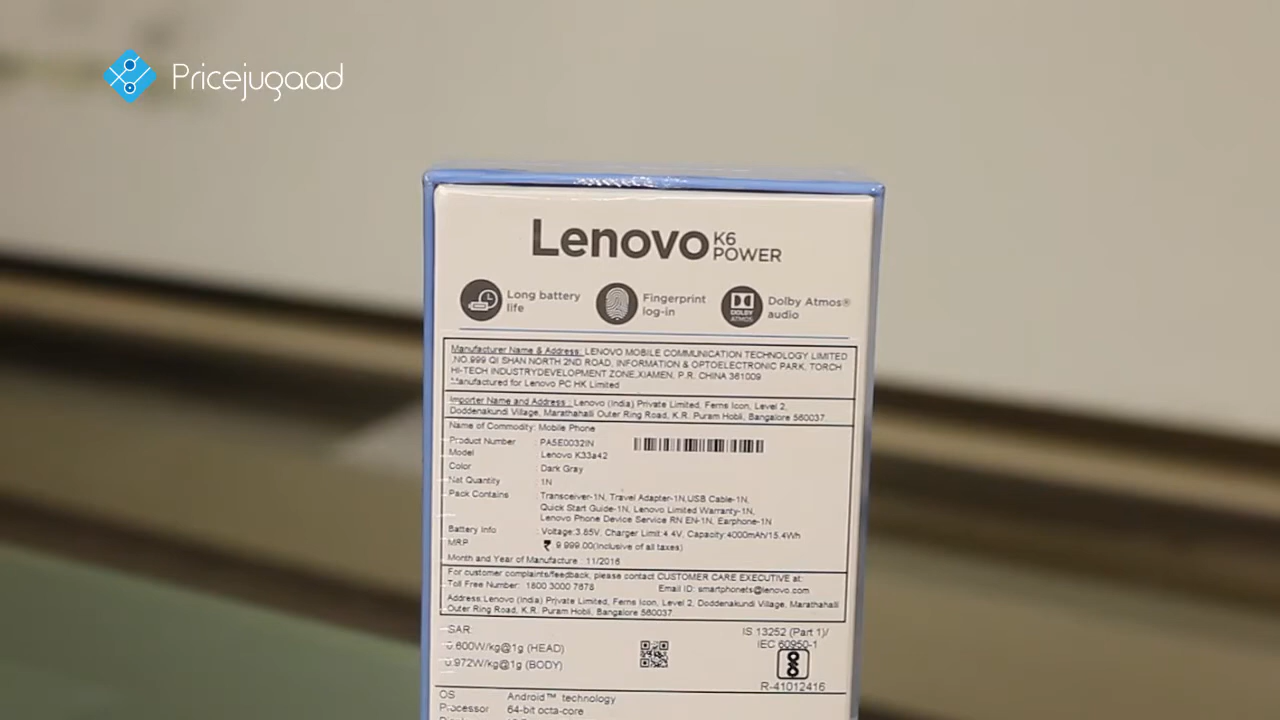 Pricejugaad
Lenovo K6 POWER
Long battery life
Fingerprint log-in
DOLBY ATMOS
Dolby Atmos® audio
Manufacturer Name & Address: LENOVO MOBILE COMMUNICATION TECHNOLOGY LIMITED
,NO.999 QI SHAN NORTH 2ND ROAD, INFORMATION & OPTOELECTRONIC PARK, TORCH
HI-TECH INDUSTRYDEVELOPMENT ZONE,XIAMEN, P.R. CHINA 361009
Manufactured for Lenovo PC HK Limited
Importer Name and Address : Lenovo (India) Private Limited, Ferns Icon, Level 2,
Doddenakundi Village, Marathahalli Outer Ring Road, K.R. Puram Hobli, Bangalore 560037.
Name of Commodity: Mobile Phone
Product Number : PA5E0032IN
Model : Lenovo K33a42
Color : Dark Gray
Net Quantity : 1N
Pack Contains : Transceiver-1N, Travel Adapter-1N,USB Cable-1N,
Quick Start Guide-1N, Lenovo Limited Warranty-1N,
Lenovo Phone Device Service RN EN-1N, Earphone-1N
Battery Info : Voltage:3.85V, Charger Limit:4.4V, Capacity:4000mAh/15.4Wh
MRP : ₹ 9 999.00(Inclusive of all taxes)
Month and Year of Manufacture : 11/2016
For customer complaints/feedback, please contact CUSTOMER CARE EXECUTIVE at:
Toll Free Number: 1800 3000 7678 Email ID: smartphonets@lenovo.com
Address:Lenovo (India) Private Limited, Ferns Icon, Level 2, Doddenakundi Village, Marathahalli
Outer Ring Road, K.R. Puram Hobli, Bangalore 560037
SAR:
0.600W/kg@1g (HEAD)
0.972W/kg@1g (BODY)
IS 13252 (Part 1)/
IEC 60950-1
R-41012416
OS Android™ technology
Processor 64-bit octa-core